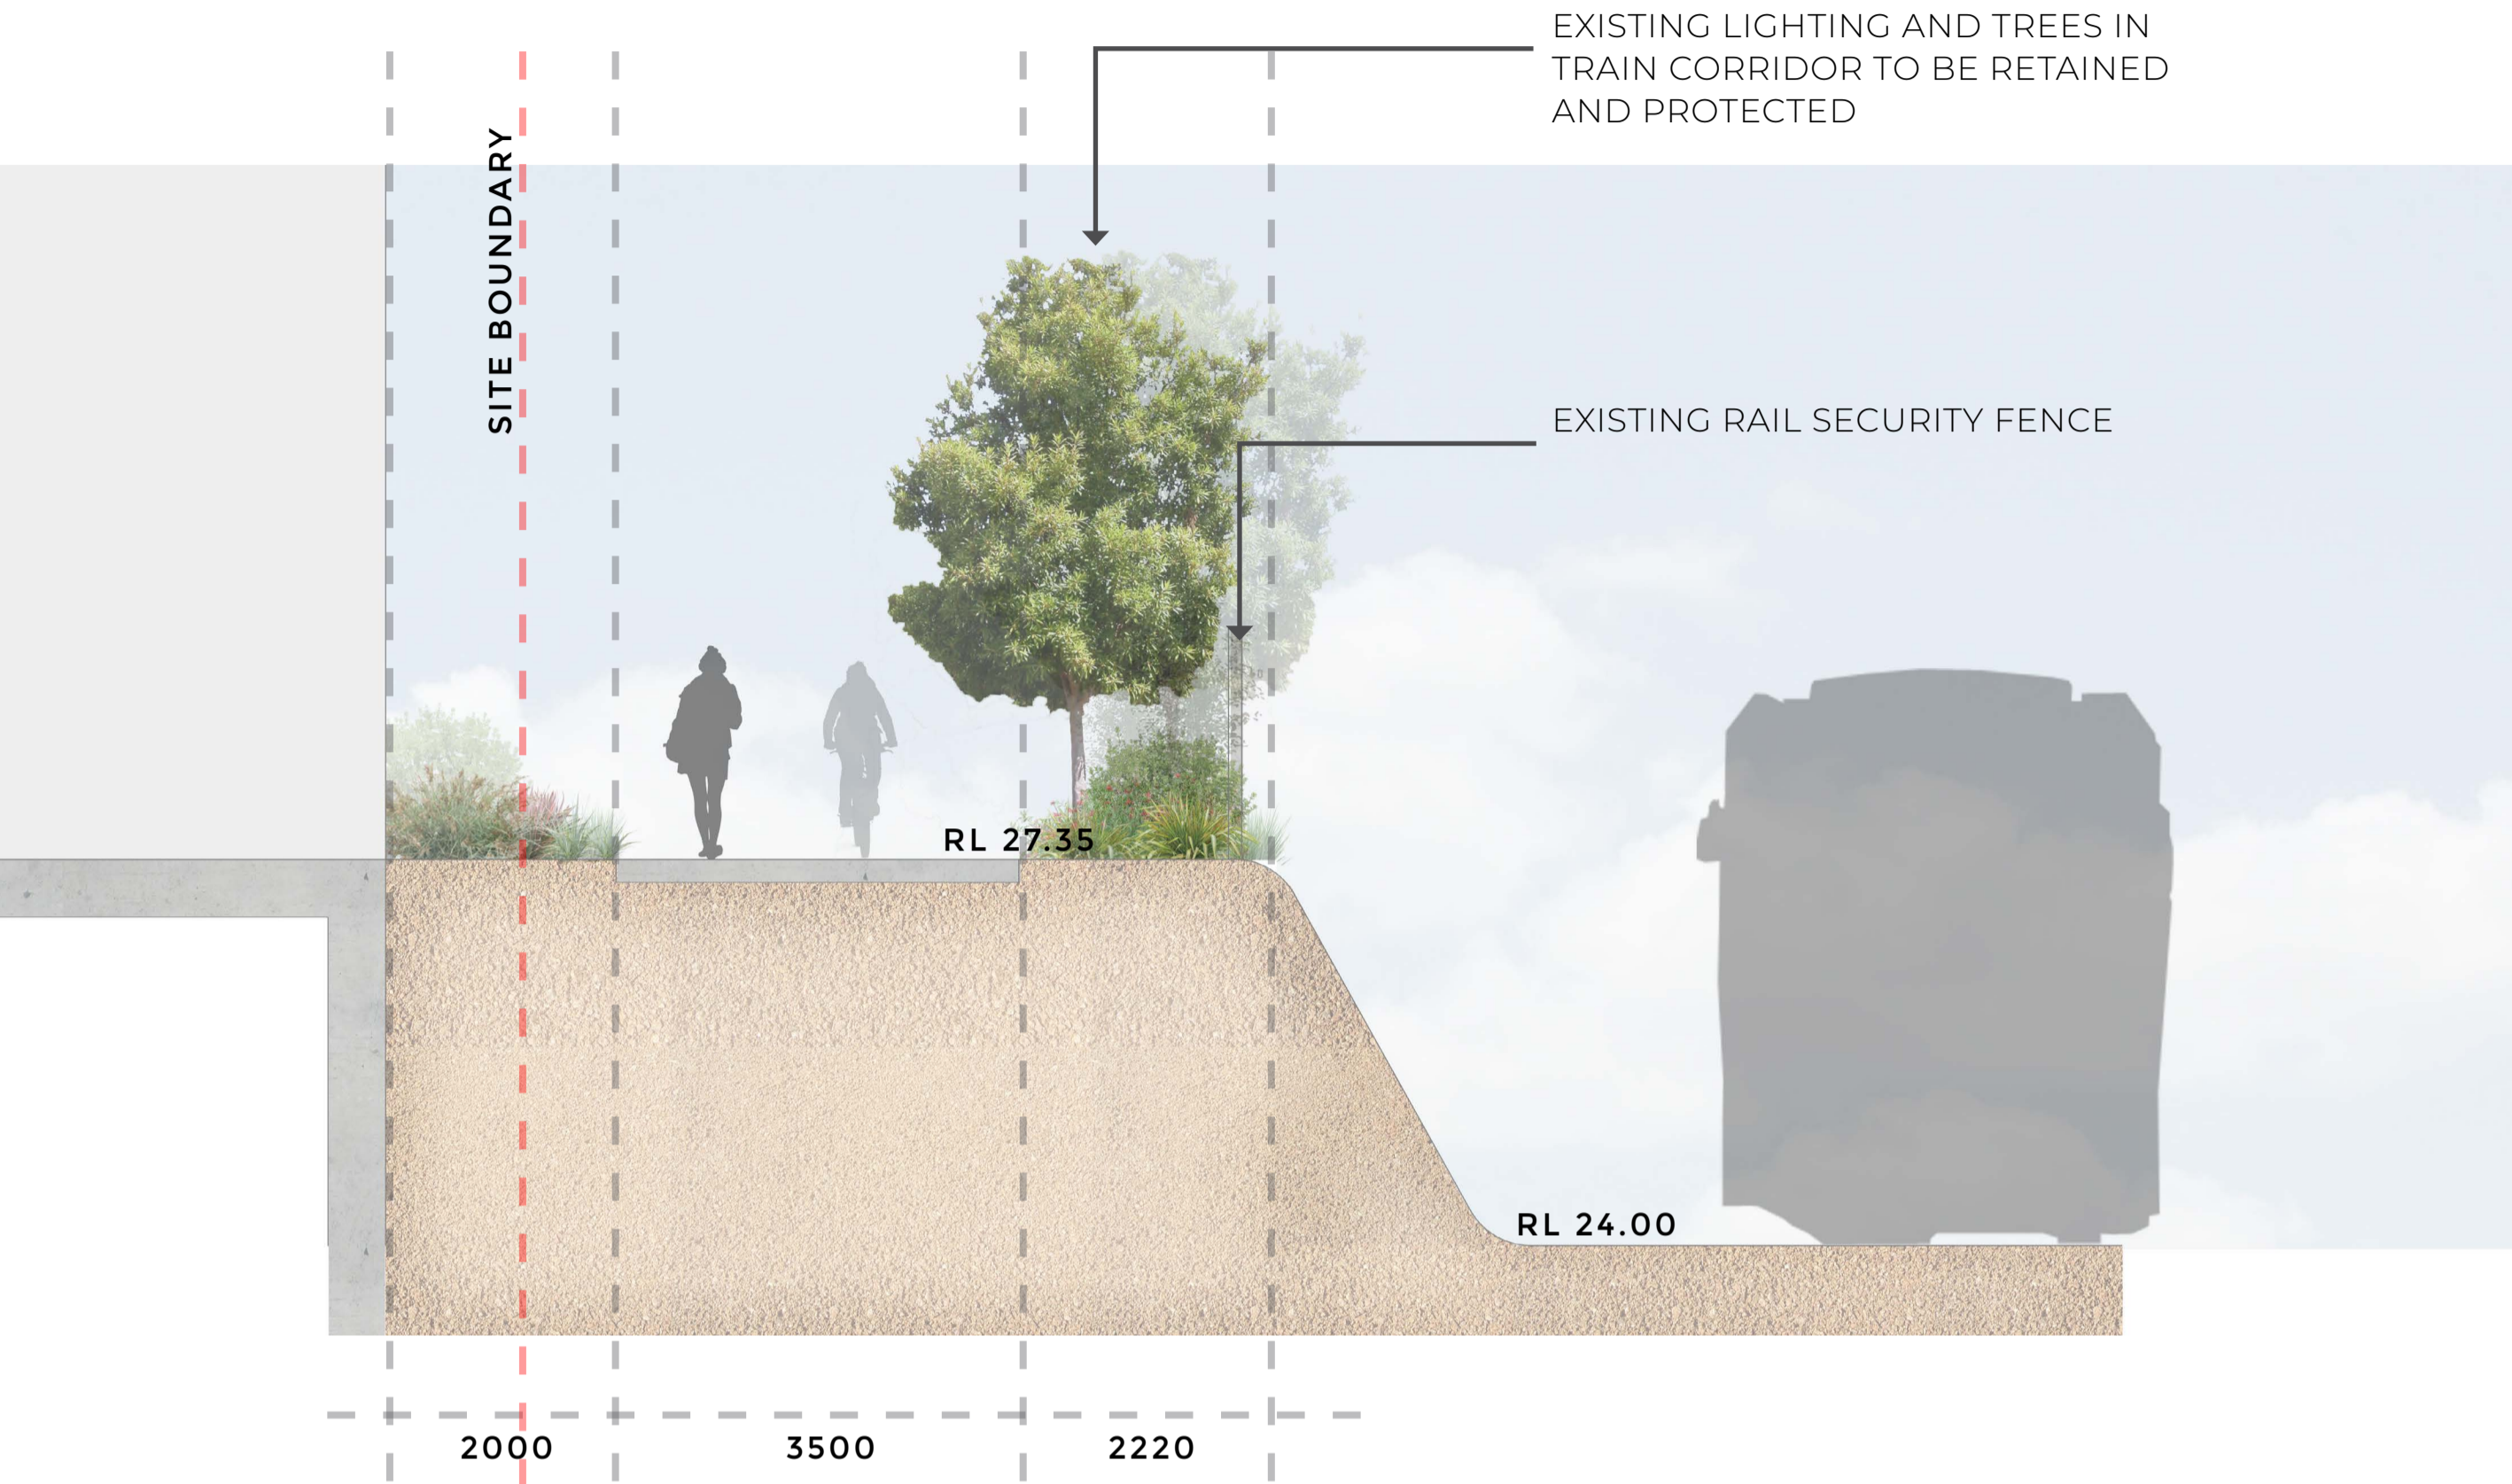 EXISTING LIGHTING AND TREES IN
TRAIN CORRIDOR TO BE RETAINED
AND PROTECTED
SITE BOUNDARY
EXISTING RAIL SECURITY FENCE
RL 27.35
RL 24.00
2000
3500
2220